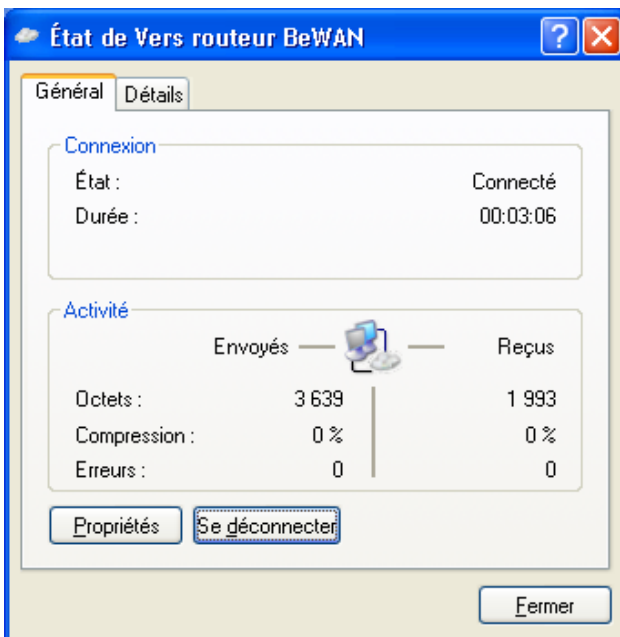 État de Vers routeur BeWAN
Général Détails
Connexion
État : Connecté
Durée : 00:03:06
Activité
Envoyés Reçus
Octets : 3 639 1 993
Compression : 0 % 0 %
Erreurs : 0 0
Propriétés Se déconnecter
Fermer